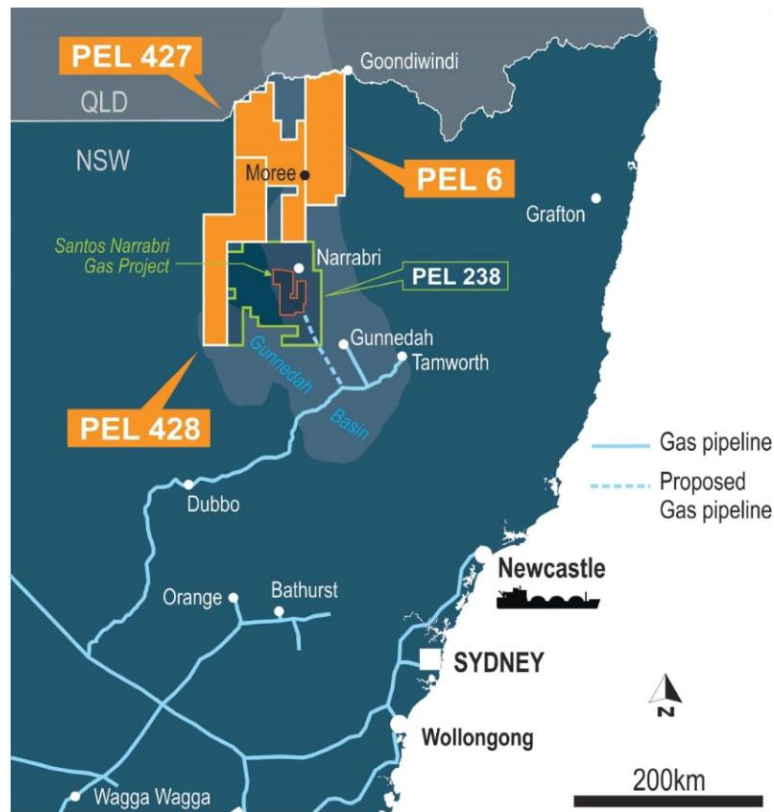 PEL 427
Goondiwindi
QLD
NSW
Moree
PEL 6
Grafton
Santos Narrabri
Gas Project
Narrabri
PEL 238
Gunnedah
Tamworth
Gunnedah
Basin
PEL 428
Gas pipeline
Proposed
Gas pipeline
Dubbo
Newcastle
Orange
Bathurst
SYDNEY
N
Wollongong
200km
Wagga Wagga